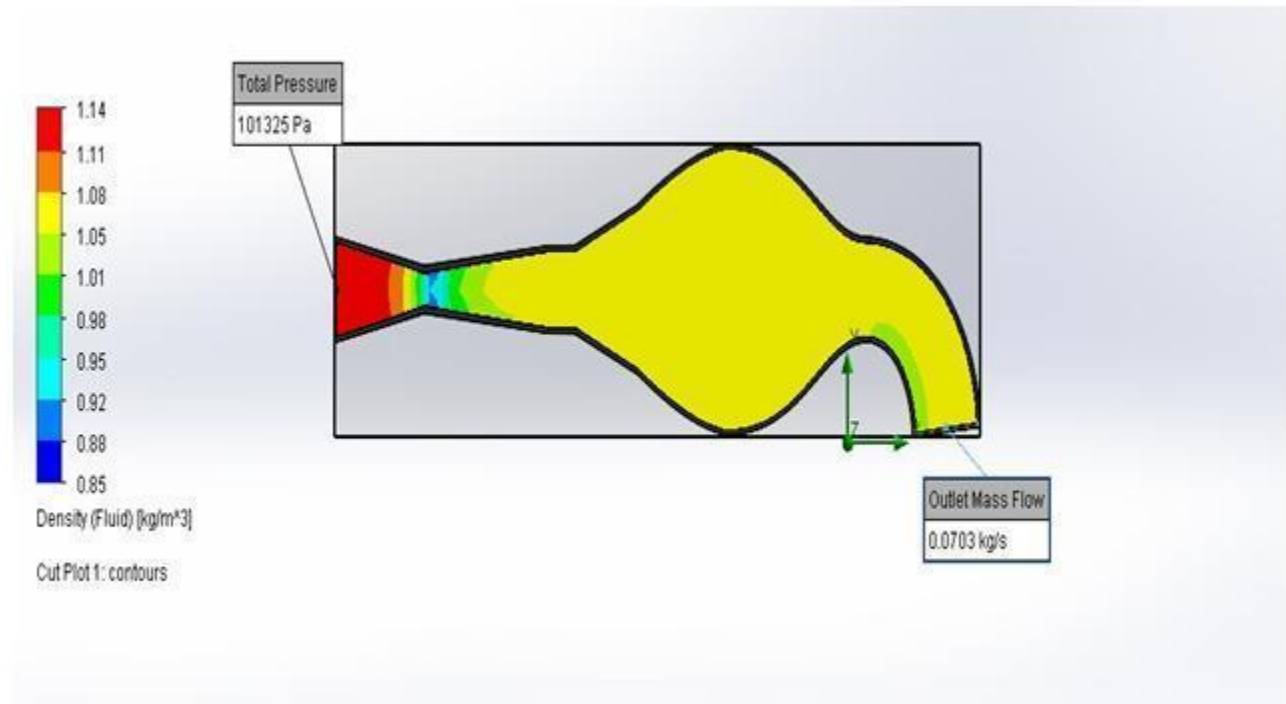 Total Pressure
101325 Pa
1.14
1.11
1.08
1.05
1.01
0.98
0.95
0.92
0.88
0.85
Density (Fluid) [kg/m^3]
Cut Plot 1: contours
Y
Z
Outlet Mass Flow
0.0703 kg/s